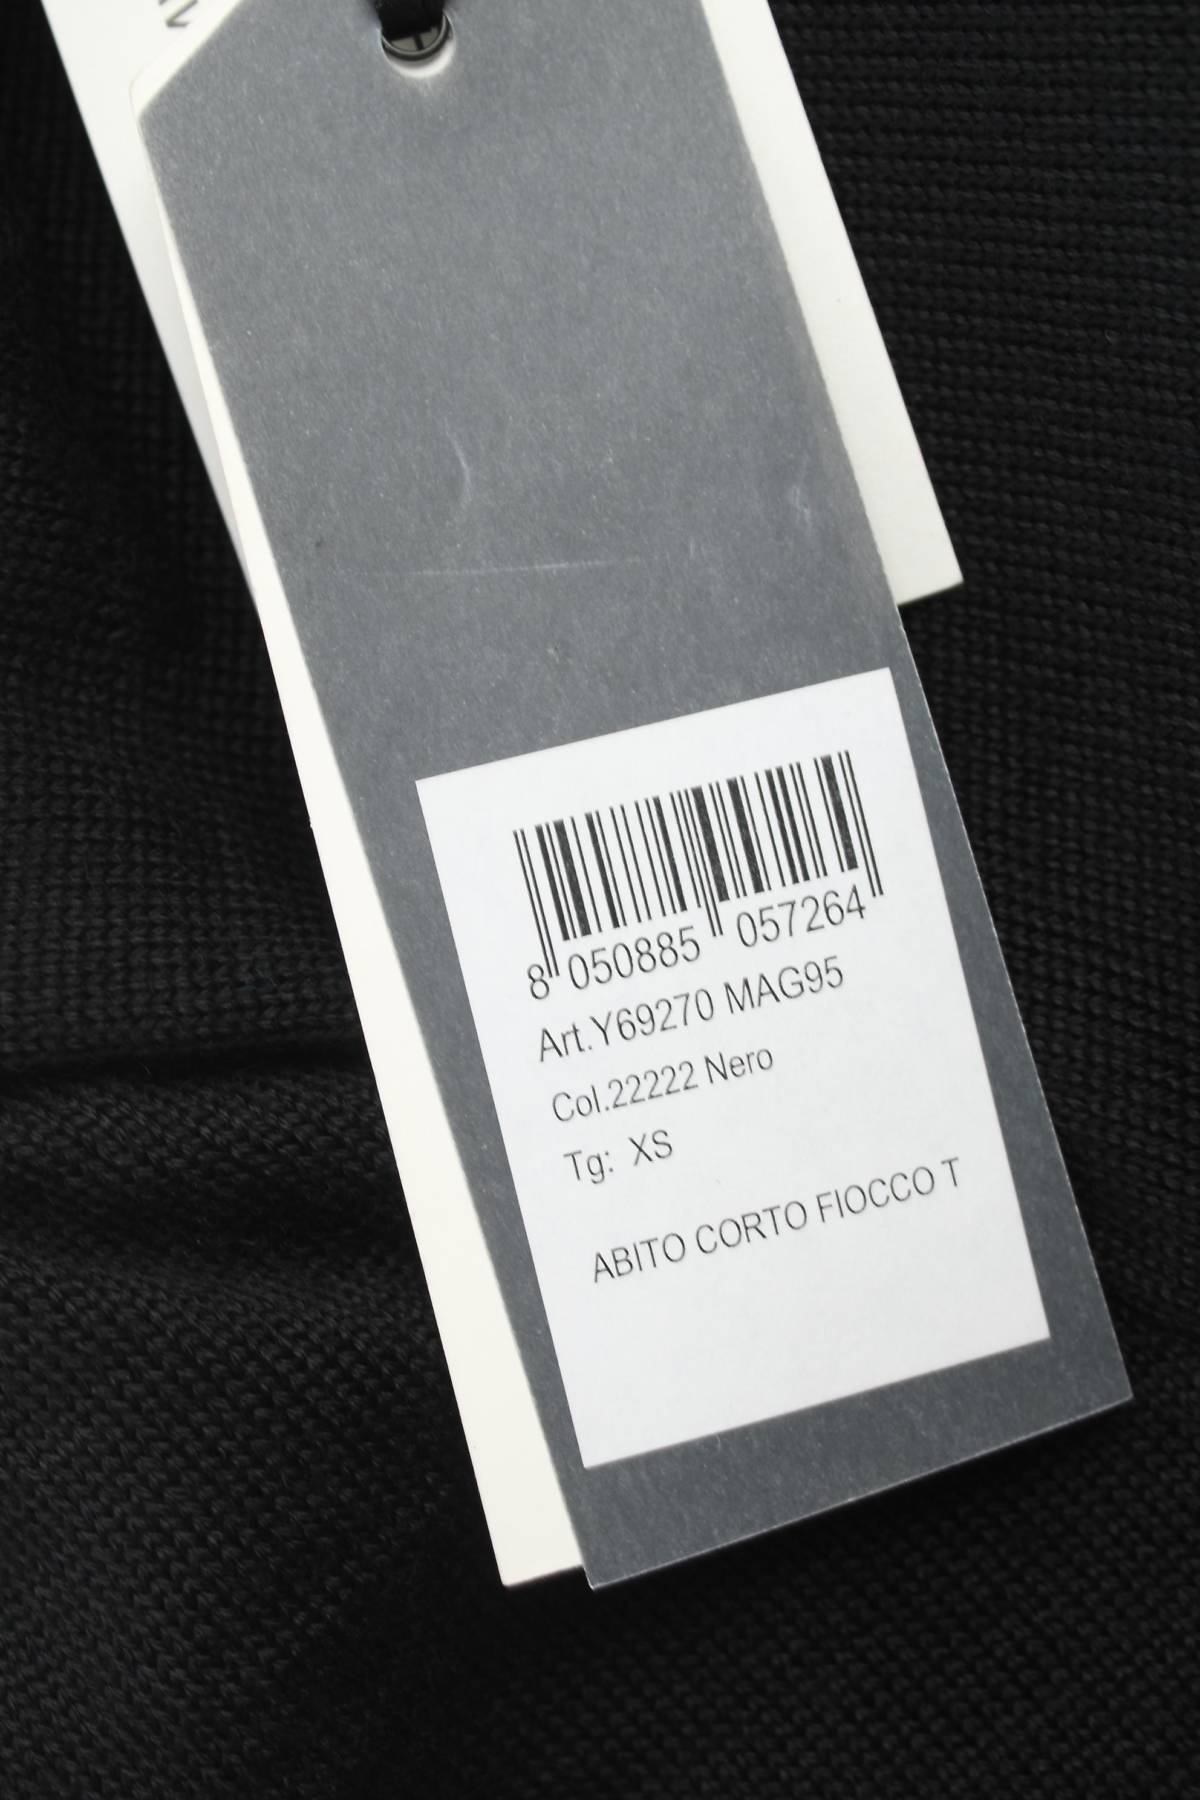 8 050885 057264
Art.Y69270 MAG95
Col.22222 Nero
Tg: XS
ABITO CORTO FIOCCO T